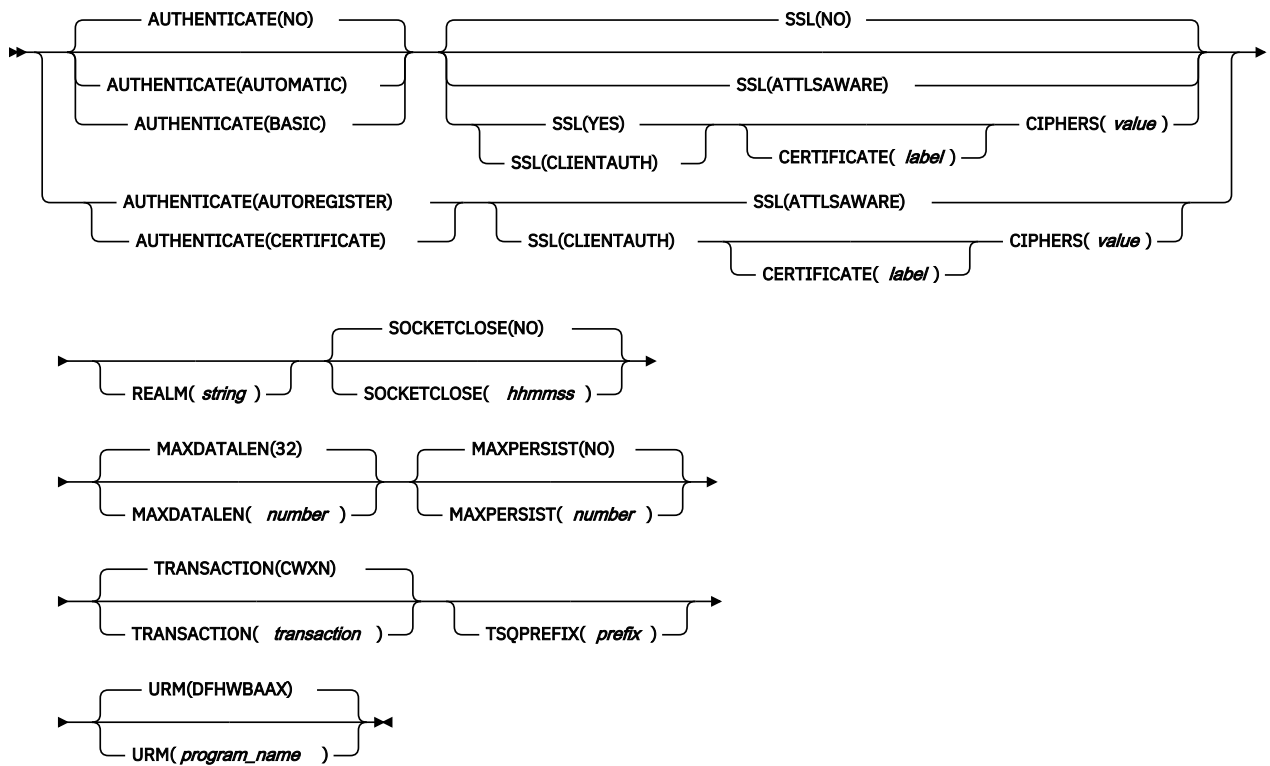 AUTHENTICATE(NO) SSL(NO)
AUTHENTICATE(AUTOMATIC) SSL(ATTLSAWARE)
AUTHENTICATE(BASIC) SSL(YES) CIPHERS( value )
SSL(CLIENTAUTH) CERTIFICATE( label )
AUTHENTICATE(AUTOREGISTER) SSL(ATTLSAWARE)
AUTHENTICATE(CERTIFICATE) SSL(CLIENTAUTH) CIPHERS( value )
CERTIFICATE( label )
SOCKETCLOSE(NO)
REALM( string ) SOCKETCLOSE( hhmmss )
MAXDATALEN(32) MAXPERSIST(NO)
MAXDATALEN( number ) MAXPERSIST( number )
TRANSACTION(CWXN)
TRANSACTION( transaction ) TSQPREFIX( prefix )
URM(DFHWBAAX)
URM( program_name )